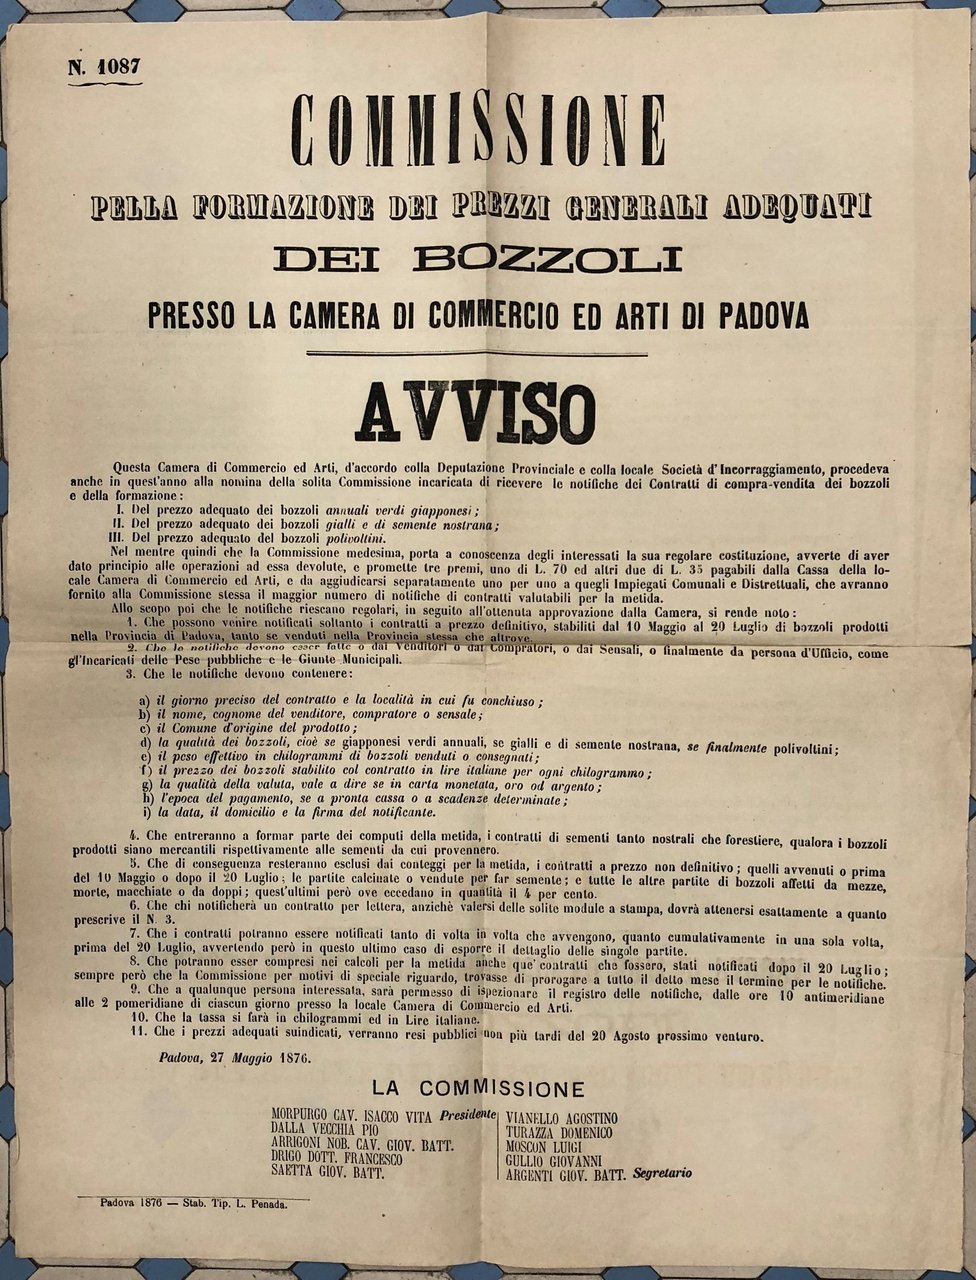 N. 1087
COMMISSIONE
PELLA FORMAZIONE DEI PREZZI GENERALI ADEQUATI
DEI BOZZOLI
PRESSO LA CAMERA DI COMMERCIO ED ARTI DI PADOVA
AVVISO
Questa Camera di Commercio ed Arti, d'accordo colla Deputazione Provinciale e colla locale Società d'Incorraggiamento, procedeva
anche in quest'anno alla nomina della solita Commissione incaricata di ricevere le notifiche dei Contratti di compra-vendita dei bozzoli
e della formazione:
I. Del prezzo adequato dei bozzoli annuali verdi giapponesi;
II. Del prezzo adequato dei bozzoli gialli e di semente nostrana;
III. Del prezzo adequato del bozzoli polivoltini.
Nel mentre quindi che la Commissione medesima, porta a conoscenza degli interessati la sua regolare costituzione, avverte di aver
dato principio alle operazioni ad essa devolute, e promette tre premi, uno di L. 70 ed altri due di L. 35 pagabili dalla Cassa della lo-
cale Camera di Commercio ed Arti, e da aggiudicarsi separatamente uno per uno a quegli Impiegati Comunali e Distrettuali, che avranno
fornito alla Commissione stessa il maggior numero di notifiche di contratti valutabili per la metida.
Allo scopo poi che le notifiche riescano regolari, in seguito all'ottenuta approvazione dalla Camera, si rende noto:
1. Che possono venire notificati soltanto i contratti a prezzo definitivo, stabiliti dal 10 Maggio al 20 Luglio di bozzoli prodotti
nella Provincia di Padova, tanto se venduti nella Provincia stessa che altrove.
2. Che le notifiche devono esser fatte o dai Venditori o dai Compratori, o dai Sensali, o finalmente da persona d'Ufficio, come
gl'Incaricati delle Pese pubbliche e le Giunte Municipali.
3. Che le notifiche devono contenere:
a) il giorno preciso del contratto e la località in cui fu conchiuso;
b) il nome, cognome del venditore, compratore o sensale;
c) il Comune d'origine del prodotto;
d) la qualità dei bozzoli, cioè se giapponesi verdi annuali, se gialli e di semente nostrana, se finalmente polivoltini;
e) il peso effettivo in chilogrammi di bozzoli venduti o consegnati;
f) il prezzo dei bozzoli stabilito col contratto in lire italiane per ogni chilogrammo;
g) la qualità della valuta, vale a dire se in carta monetata, oro od argento;
h) l'epoca del pagamento, se a pronta cassa o a scadenze determinate;
i) la data, il domicilio e la firma del notificante.
4. Che entreranno a formar parte dei computi della metida, i contratti di sementi tanto nostrali che forestiere, qualora i bozzoli
prodotti siano mercantili rispettivamente alle sementi da cui provennero.
5. Che di conseguenza resteranno esclusi dai conteggi per la metida, i contratti a prezzo non definitivo; quelli avvenuti o prima
del 10 Maggio o dopo il 20 Luglio; le partite calcinate o vendute per far semente; e tutte le altre partite di bozzoli affetti da mezze,
morte, macchiate o da doppi; quest'ultimi però ove eccedano in quantità il 4 per cento.
6. Che chi notificherà un contratto per lettera, anzichè valersi delle solite module a stampa, dovrà attenersi esattamente a quanto
prescrive il N. 3.
7. Che i contratti potranno essere notificati tanto di volta in volta che avvengono, quanto cumulativamente in una sola volta,
prima del 20 Luglio, avvertendo però in questo ultimo caso di esporre il dettaglio delle singole partite.
8. Che potranno esser compresi nei calcoli per la metida anche que' contratti che fossero, stati notificati dopo il 20 Luglio;
sempre però che la Commissione per motivi di speciale riguardo, trovasse di prorogare a tutto il detto mese il termine per le notifiche.
9. Che a qualunque persona interessata, sarà permesso di ispezionare il registro delle notifiche, dalle ore 10 antimeridiane
alle 2 pomeridiane di ciascun giorno presso la locale Camera di Commercio ed Arti.
10. Che la tassa si farà in chilogrammi ed in Lire italiane.
11. Che i prezzi adequati suindicati, verranno resi pubblici non più tardi del 20 Agosto prossimo venturo.
Padova, 27 Maggio 1876.
LA COMMISSIONE
MORPURGO CAV. ISACCO VITA Presidente
DALLA VECCHIA PIO
ARRIGONI NOB. CAV. GIOV. BATT.
DRIGO DOTT. FRANCESCO
SAETTA GIOV. BATT.
VIANELLO AGOSTINO
TURAZZA DOMENICO
MOSCON LUIGI
GULLIO GIOVANNI
ARGENTI GIOV. BATT. Segretario
Padova 1876 — Stab. Tip. L. Penada.